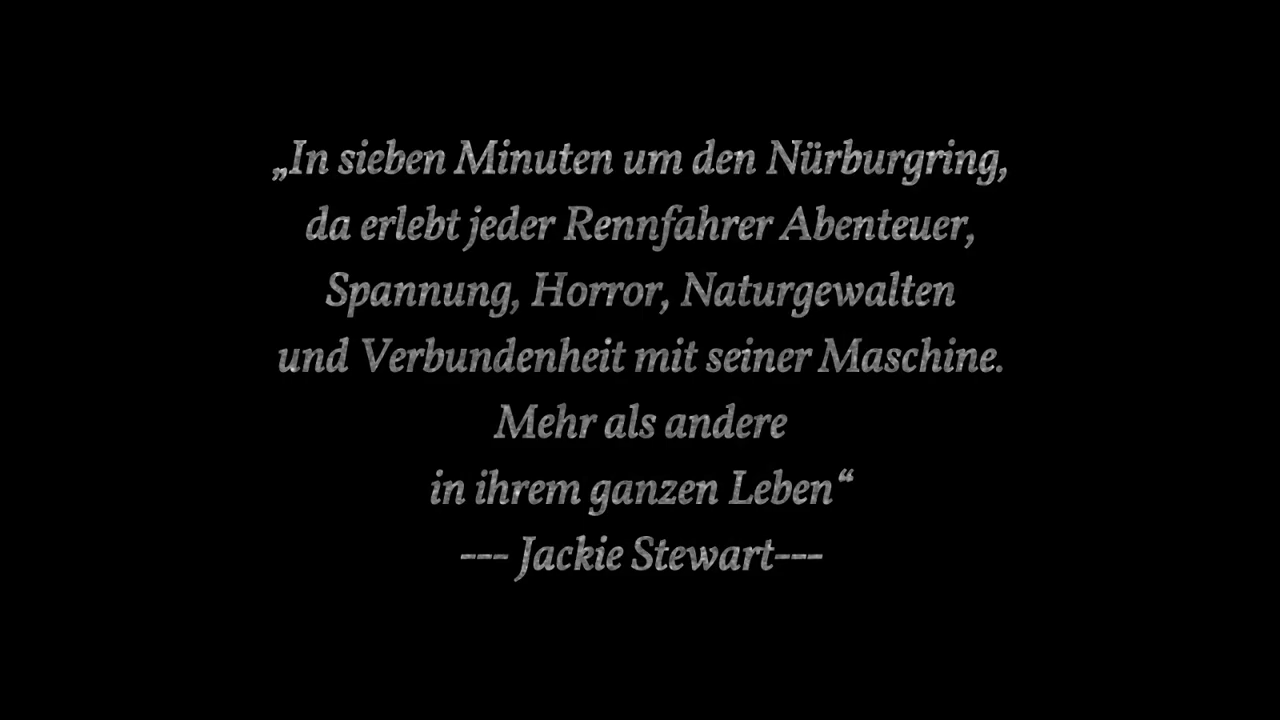 „In sieben Minuten um den Nürburgring,
da erlebt jeder Rennfahrer Abenteuer,
Spannung, Horror, Naturgewalten
und Verbundenheit mit seiner Maschine.
Mehr als andere
in ihrem ganzen Leben“
--- Jackie Stewart---